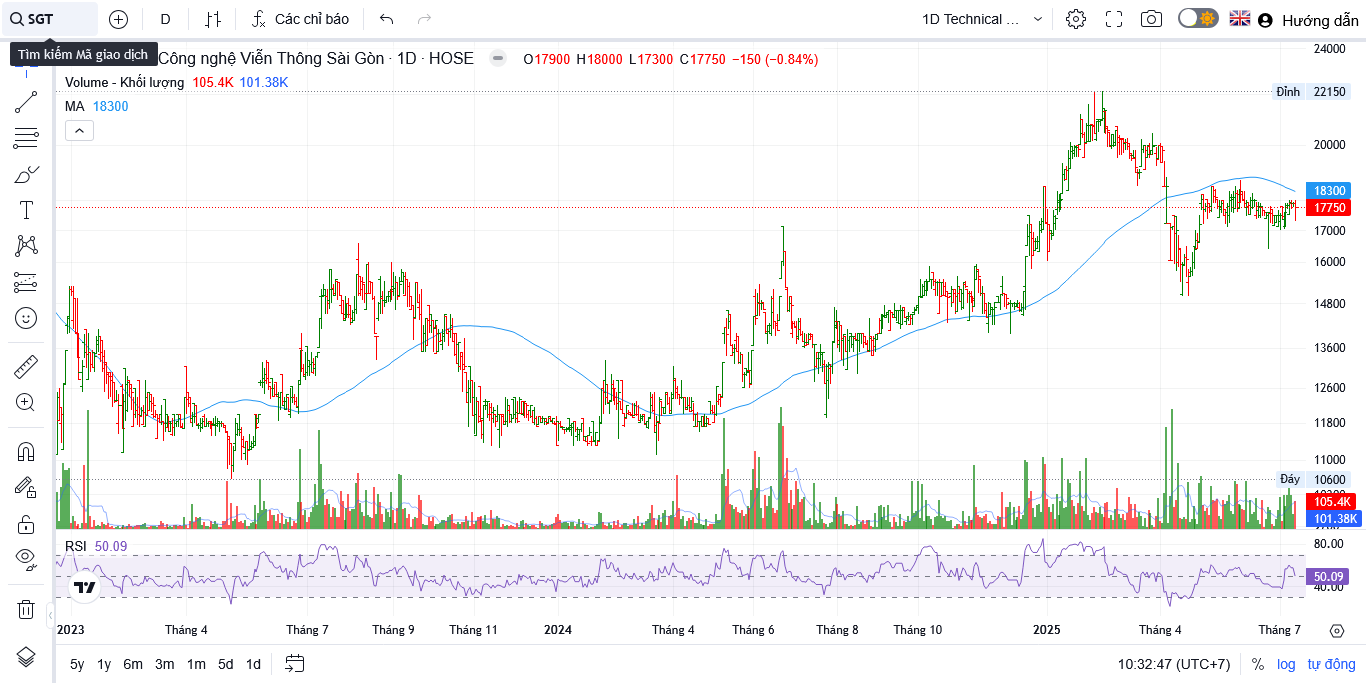 SGT
D
Các chỉ báo
1D Technical ...
Hướng dẫn
Tìm kiếm Mã giao dịch
Công nghệ Viễn Thông Sài Gòn · 1D · HOSE
O17900 H18000 L17300 C17750 −150 (−0.84%)
Volume - Khối lượng 105.4K 101.38K
MA 18300
24000
Đỉnh 22150
20000
18300
17750
17000
16000
14800
13600
12600
11800
11000
Đáy 10600
105.4K
101.38K
RSI 50.09
80.00
50.09
40.00
2023 Tháng 4 Tháng 7 Tháng 9 Tháng 11 2024 Tháng 4 Tháng 6 Tháng 8 Tháng 10 2025 Tháng 4 Tháng 7
5y 1y 6m 3m 1m 5d 1d
10:32:47 (UTC+7) % log tự động